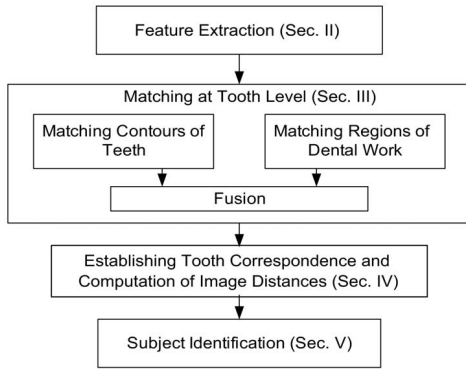 Feature Extraction (Sec. II)
Matching at Tooth Level (Sec. III)
Matching Contours of
Teeth
Matching Regions of
Dental Work
Fusion
Establishing Tooth Correspondence and
Computation of Image Distances (Sec. IV)
Subject Identification (Sec. V)